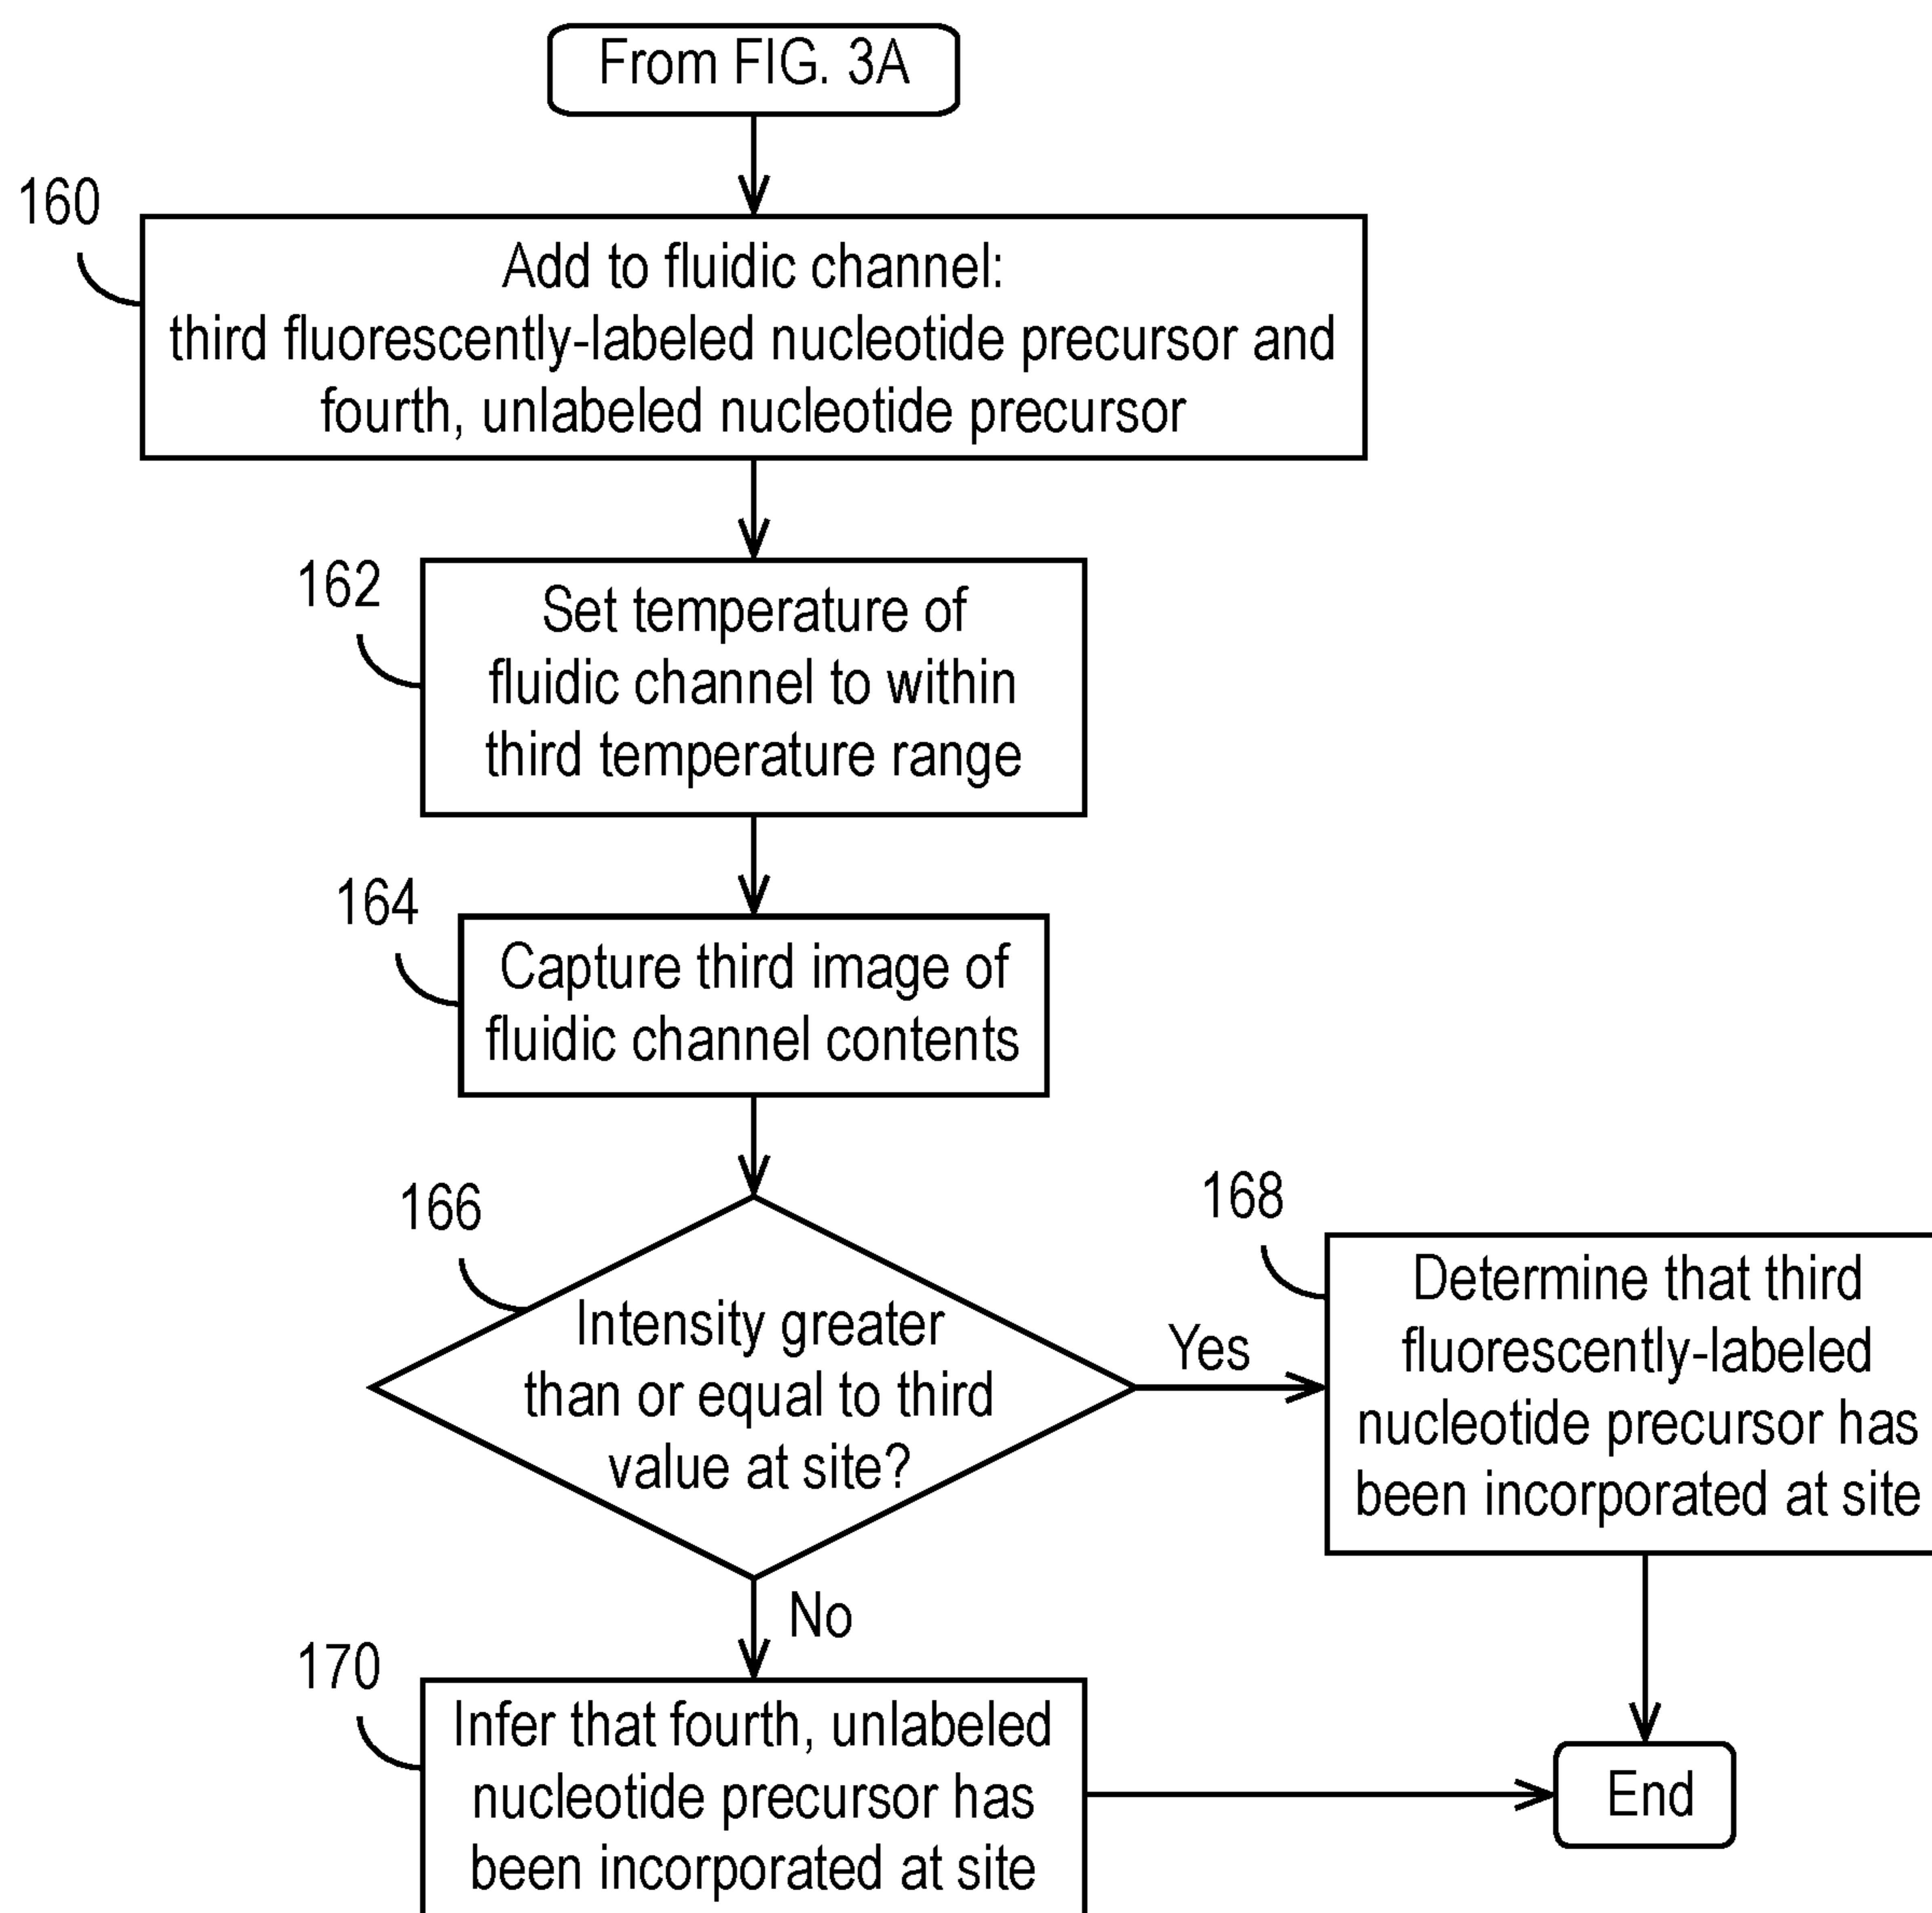 From FIG. 3A
160
Add to fluidic channel:
third fluorescently-labeled nucleotide precursor and
fourth, unlabeled nucleotide precursor
162
Set temperature of
fluidic channel to within
third temperature range
164
Capture third image of
fluidic channel contents
166
Intensity greater
than or equal to third
value at site?
Yes
168
Determine that third
fluorescently-labeled
nucleotide precursor has
been incorporated at site
No
170
Infer that fourth, unlabeled
nucleotide precursor has
been incorporated at site
End